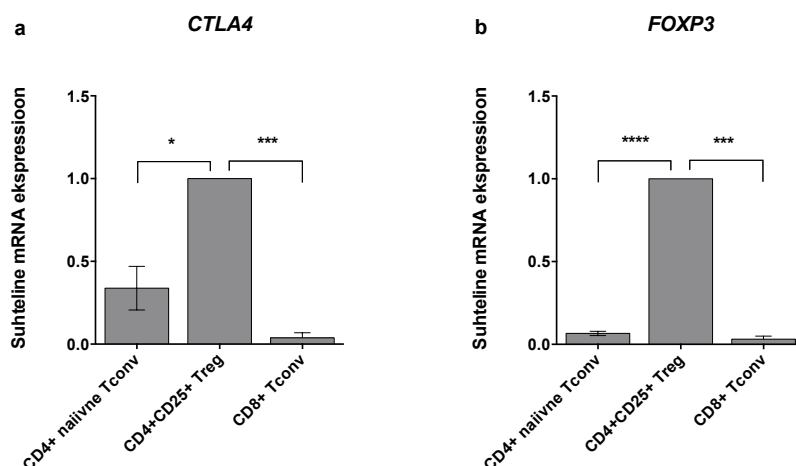 a
CTLA4
Suhteline mRNA ekspressioon
1.5
1.0
0.5
0.0
*
***
CD4+ naiivne Tconv
CD4+CD25+ Treg
CD8+ Tconv
b
FOXP3
Suhteline mRNA ekspressioon
1.5
1.0
0.5
0.0
****
***
CD4+ naiivne Tconv
CD4+CD25+ Treg
CD8+ Tconv